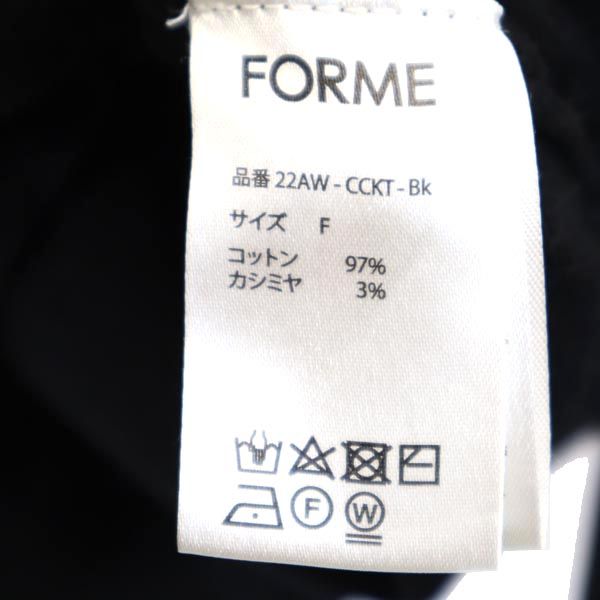 FORME
品番 22AW - CCKT - Bk
サイズ F
コットン 97%
カシミヤ 3%
F
W